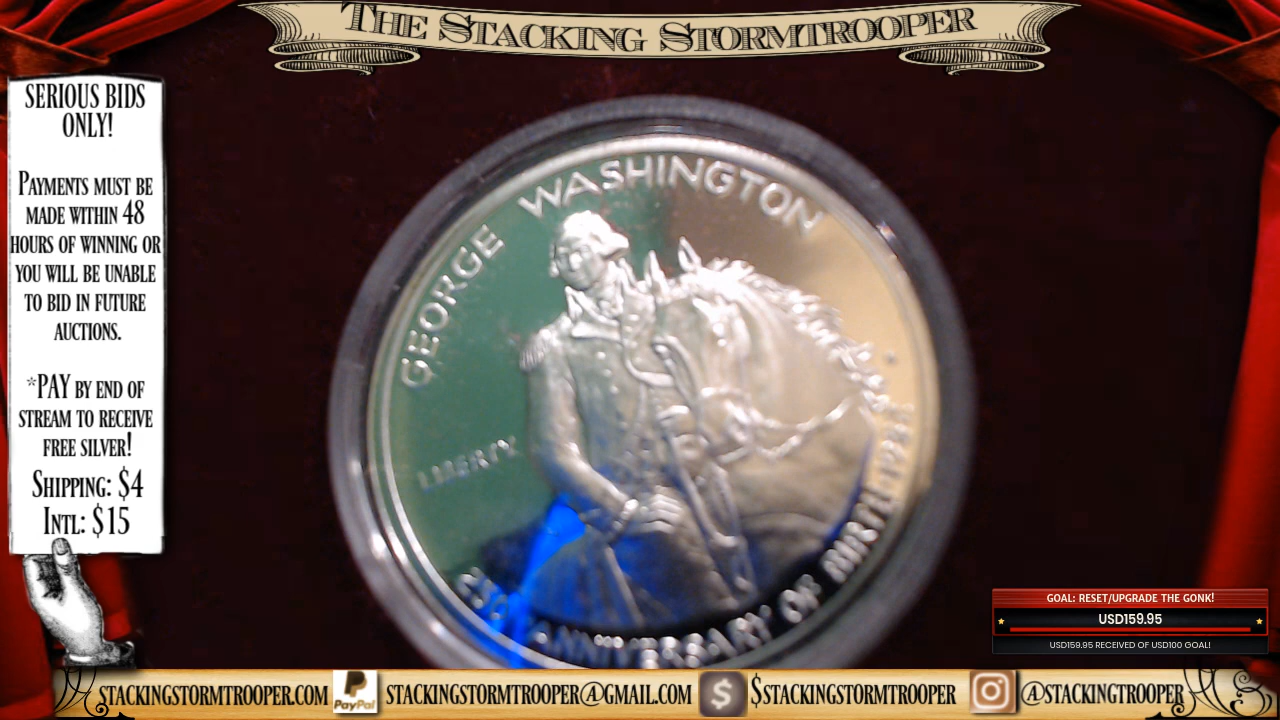 THE STACKING STORMTROOPER
SERIOUS BIDS
ONLY!
PAYMENTS MUST BE
MADE WITHIN 48
HOURS OF WINNING OR
YOU WILL BE UNABLE
TO BID IN FUTURE
AUCTIONS.
*PAY BY END OF
STREAM TO RECEIVE
FREE SILVER!
SHIPPING: $4
INTL: $15
GEORGE WASHINGTON
LIBERTY
250TH ANNIVERSARY OF BIRTH 1982
GOAL: RESET/UPGRADE THE GONK!
USD159.95
USD159.95 RECEIVED OF USD100 GOAL!
STACKINGSTORMTROOPER.COM
PayPal
STACKINGSTORMTROOPER@GMAIL.COM
$
$STACKINGSTORMTROOPER
@STACKINGTROOPER